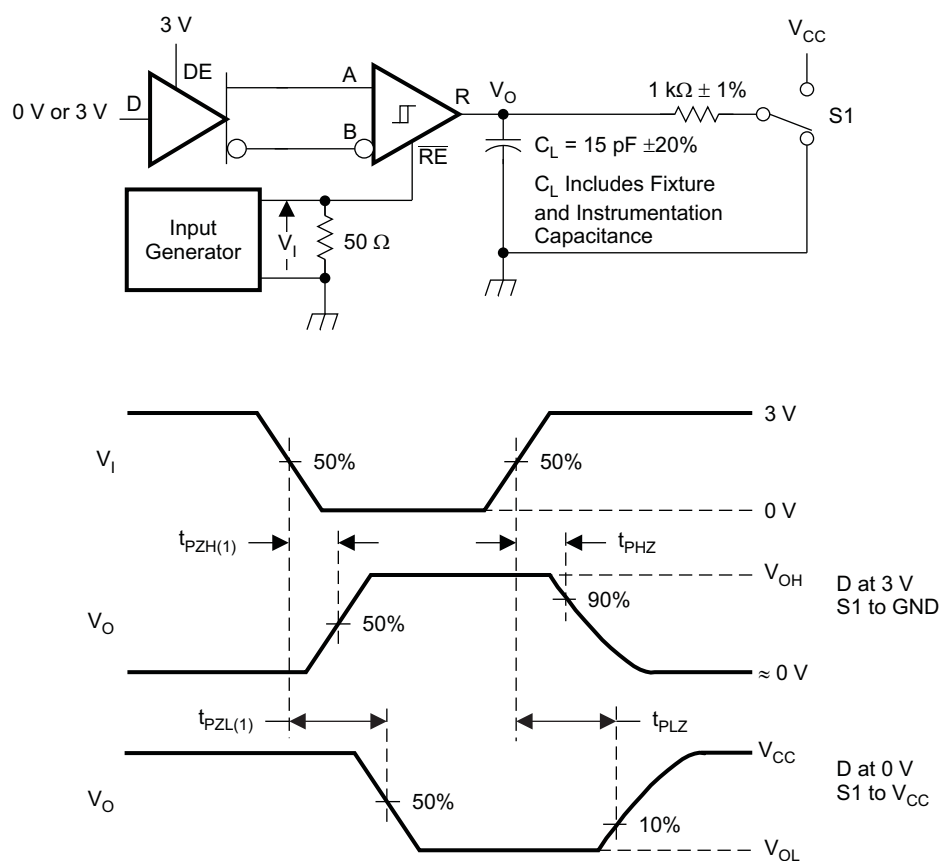 3 V
V_CC
DE
A
R
V_O
1 kΩ ± 1%
D
0 V or 3 V
S1
B
RE
C_L = 15 pF ±20%
C_L Includes Fixture
and Instrumentation
Capacitance
Input
Generator
V_I
50 Ω
3 V
V_I
50%
50%
0 V
t_PZH(1)
t_PHZ
V_OH
D at 3 V
S1 to GND
90%
V_O
50%
≈ 0 V
t_PZL(1)
t_PLZ
V_CC
D at 0 V
S1 to V_CC
V_O
50%
10%
V_OL